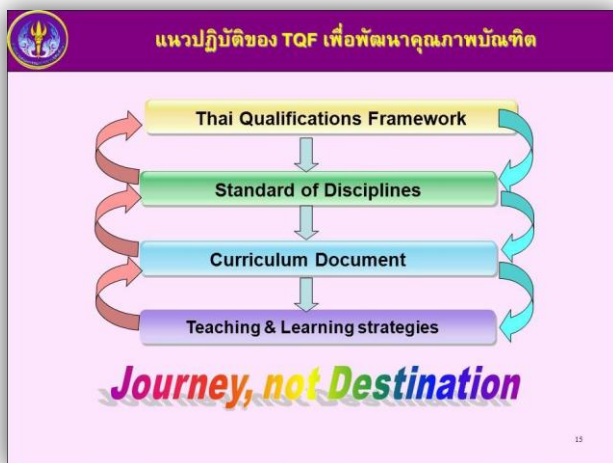 แนวปฏิบัติของ TQF เพื่อพัฒนาคุณภาพบัณฑิต
Thai Qualifications Framework
Standard of Disciplines
Curriculum Document
Teaching & Learning strategies
Journey, not Destination
15